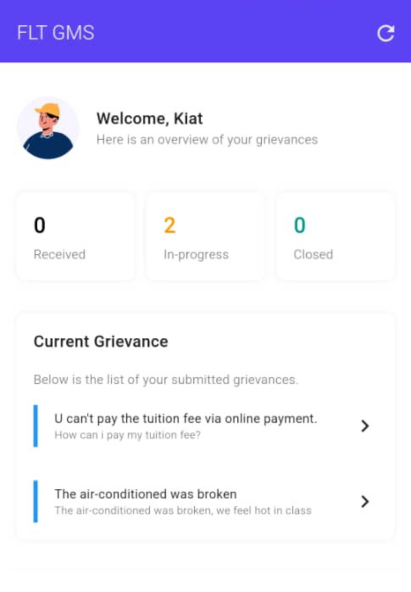 FLT GMS
Welcome, Kiat
Here is an overview of your grievances
0
Received
2
In-progress
0
Closed
Current Grievance
Below is the list of your submitted grievances.
U can't pay the tuition fee via online payment.
How can i pay my tuition fee?
The air-conditioned was broken
The air-conditioned was broken, we feel hot in class